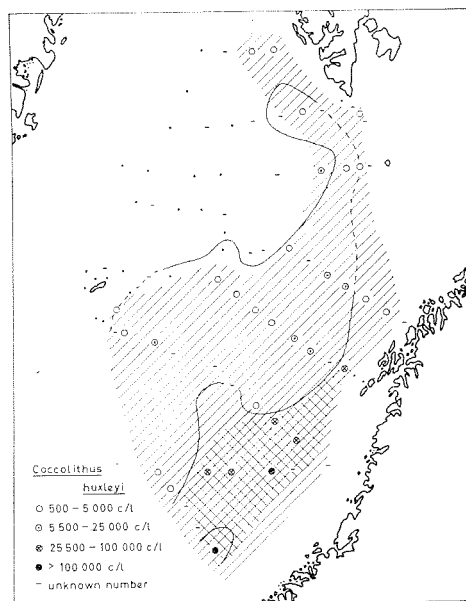 Coccolithus
huxleyi
○ 500 – 5 000 c/l
⊙ 5 500 – 25 000 c/l
⊗ 25 500 – 100 000 c/l
● > 100 000 c/l
– unknown number